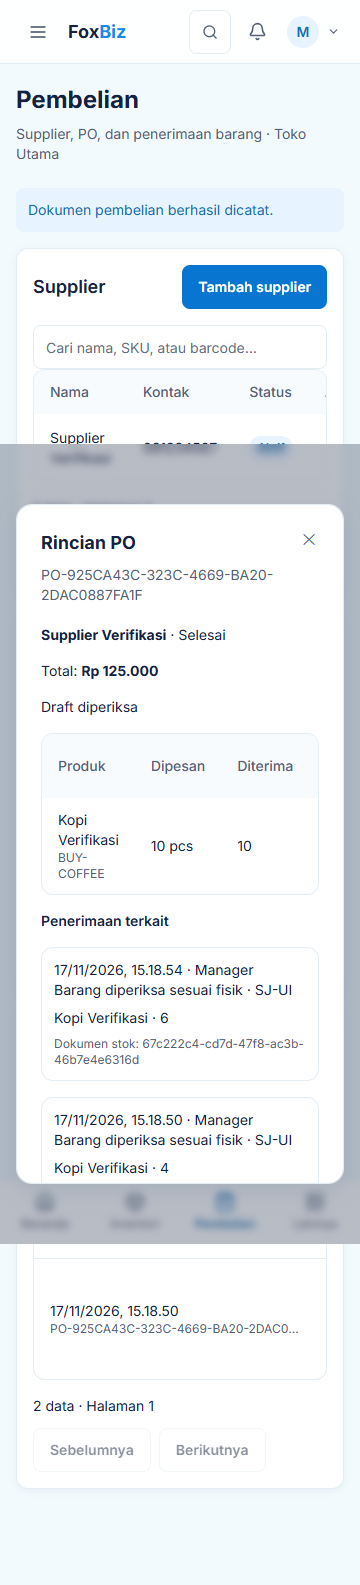 FoxBiz
M
Pembelian
Supplier, PO, dan penerimaan barang · Toko
Utama
Dokumen pembelian berhasil dicatat.
Supplier
Tambah supplier
Cari nama, SKU, atau barcode...
Nama Kontak Status
Supplier
Rincian PO
PO-925CA43C-323C-4669-BA20-
2DAC0887FA1F
Supplier Verifikasi · Selesai
Total: Rp 125.000
Draft diperiksa
Produk Dipesan Diterima
Kopi
Verifikasi
BUY-
COFFEE
10 pcs
10
Penerimaan terkait
17/11/2026, 15.18.54 · Manager
Barang diperiksa sesuai fisik · SJ-UI
Kopi Verifikasi · 6
Dokumen stok: 67c222c4-cd7d-47f8-ac3b-
46b7e4e6316d
17/11/2026, 15.18.50 · Manager
Barang diperiksa sesuai fisik · SJ-UI
Kopi Verifikasi · 4
Pembelian
17/11/2026, 15.18.50
PO-925CA43C-323C-4669-BA20-2DAC0...
2 data · Halaman 1
Sebelumnya
Berikutnya